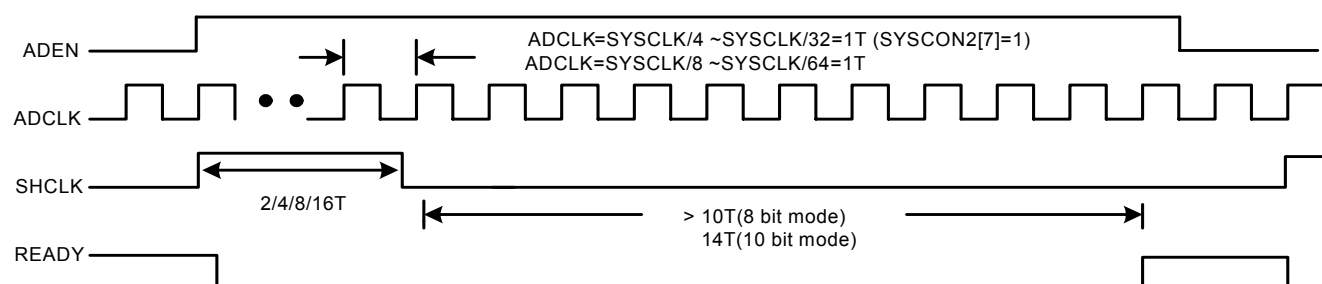 ADEN
ADCLK=SYSCLK/4 ~SYSCLK/32=1T (SYSCON2[7]=1)
ADCLK=SYSCLK/8 ~SYSCLK/64=1T
ADCLK
SHCLK
2/4/8/16T
> 10T(8 bit mode)
14T(10 bit mode)
READY